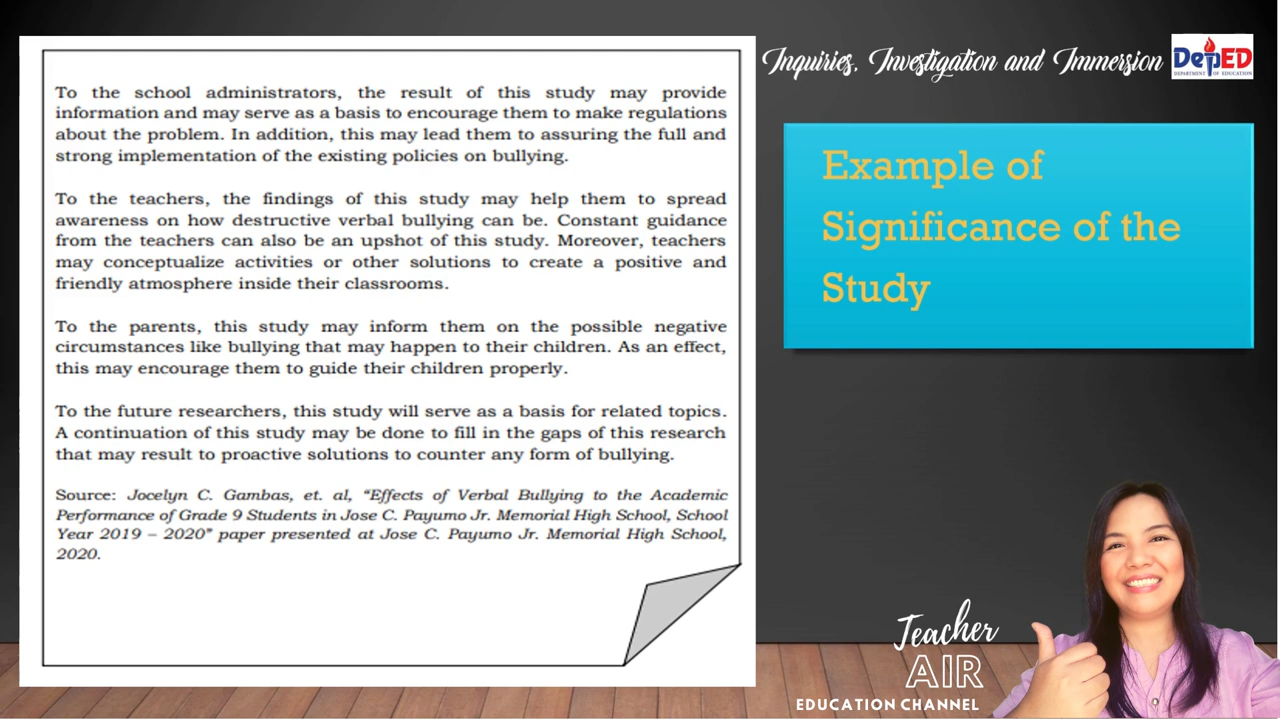 To the school administrators, the result of this study may provide
information and may serve as a basis to encourage them to make regulations
about the problem. In addition, this may lead them to assuring the full and
strong implementation of the existing policies on bullying.
To the teachers, the findings of this study may help them to spread
awareness on how destructive verbal bullying can be. Constant guidance
from the teachers can also be an upshot of this study. Moreover, teachers
may conceptualize activities or other solutions to create a positive and
friendly atmosphere inside their classrooms.
To the parents, this study may inform them on the possible negative
circumstances like bullying that may happen to their children. As an effect,
this may encourage them to guide their children properly.
To the future researchers, this study will serve as a basis for related topics.
A continuation of this study may be done to fill in the gaps of this research
that may result to proactive solutions to counter any form of bullying.
Source: Jocelyn C. Gambas, et. al, “Effects of Verbal Bullying to the Academic
Performance of Grade 9 Students in Jose C. Payumo Jr. Memorial High School, School
Year 2019 – 2020” paper presented at Jose C. Payumo Jr. Memorial High School,
2020.
Inquiries, Investigation and Immersion
DepED
DEPARTMENT OF EDUCATION
Example of
Significance of the
Study
Teacher
AIR
EDUCATION CHANNEL